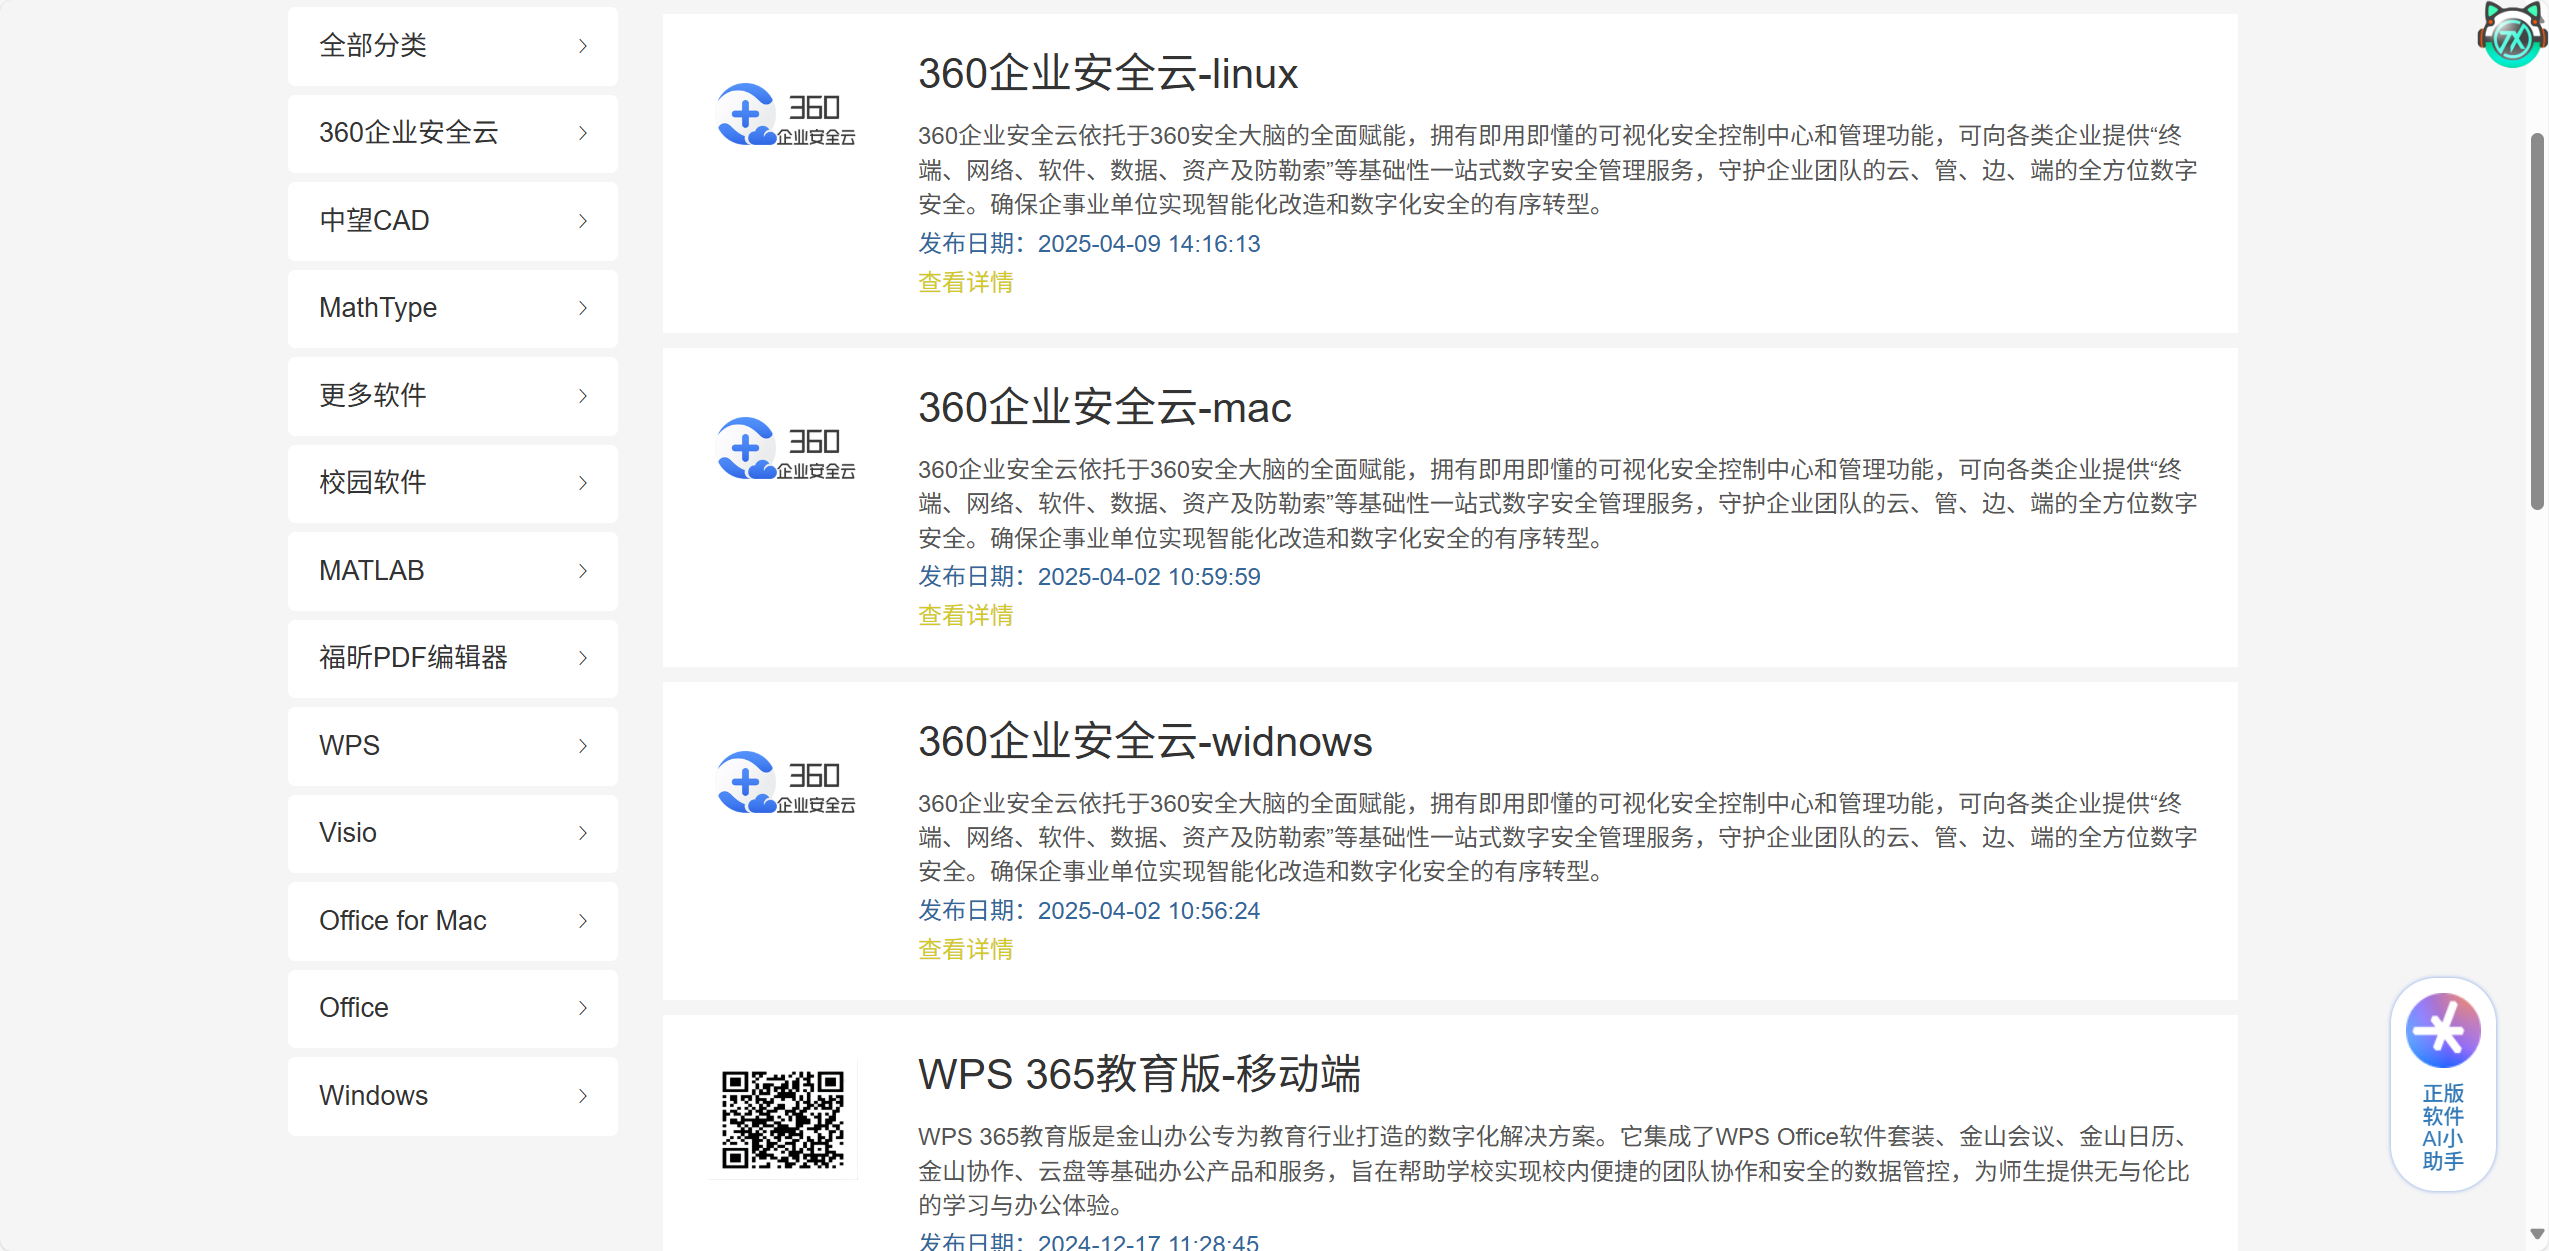 全部分类
360企业安全云
中望CAD
MathType
更多软件
校园软件
MATLAB
福昕PDF编辑器
WPS
Visio
Office for Mac
Office
Windows
360
企业安全云
360企业安全云-linux
360企业安全云依托于360安全大脑的全面赋能，拥有即用即懂的可视化安全控制中心和管理功能，可向各类企业提供“终
端、网络、软件、数据、资产及防勒索”等基础性一站式数字安全管理服务，守护企业团队的云、管、边、端的全方位数字
安全。确保企事业单位实现智能化改造和数字化安全的有序转型。
发布日期：2025-04-09 14:16:13
查看详情
360
企业安全云
360企业安全云-mac
360企业安全云依托于360安全大脑的全面赋能，拥有即用即懂的可视化安全控制中心和管理功能，可向各类企业提供“终
端、网络、软件、数据、资产及防勒索”等基础性一站式数字安全管理服务，守护企业团队的云、管、边、端的全方位数字
安全。确保企事业单位实现智能化改造和数字化安全的有序转型。
发布日期：2025-04-02 10:59:59
查看详情
360
企业安全云
360企业安全云-widnows
360企业安全云依托于360安全大脑的全面赋能，拥有即用即懂的可视化安全控制中心和管理功能，可向各类企业提供“终
端、网络、软件、数据、资产及防勒索”等基础性一站式数字安全管理服务，守护企业团队的云、管、边、端的全方位数字
安全。确保企事业单位实现智能化改造和数字化安全的有序转型。
发布日期：2025-04-02 10:56:24
查看详情
WPS 365教育版-移动端
WPS 365教育版是金山办公专为教育行业打造的数字化解决方案。它集成了WPS Office软件套装、金山会议、金山日历、
金山协作、云盘等基础办公产品和服务，旨在帮助学校实现校内便捷的团队协作和安全的数据管控，为师生提供无与伦比
的学习与办公体验。
发布日期：2024-12-17 11:28:45
正版
软件
AI小
助手